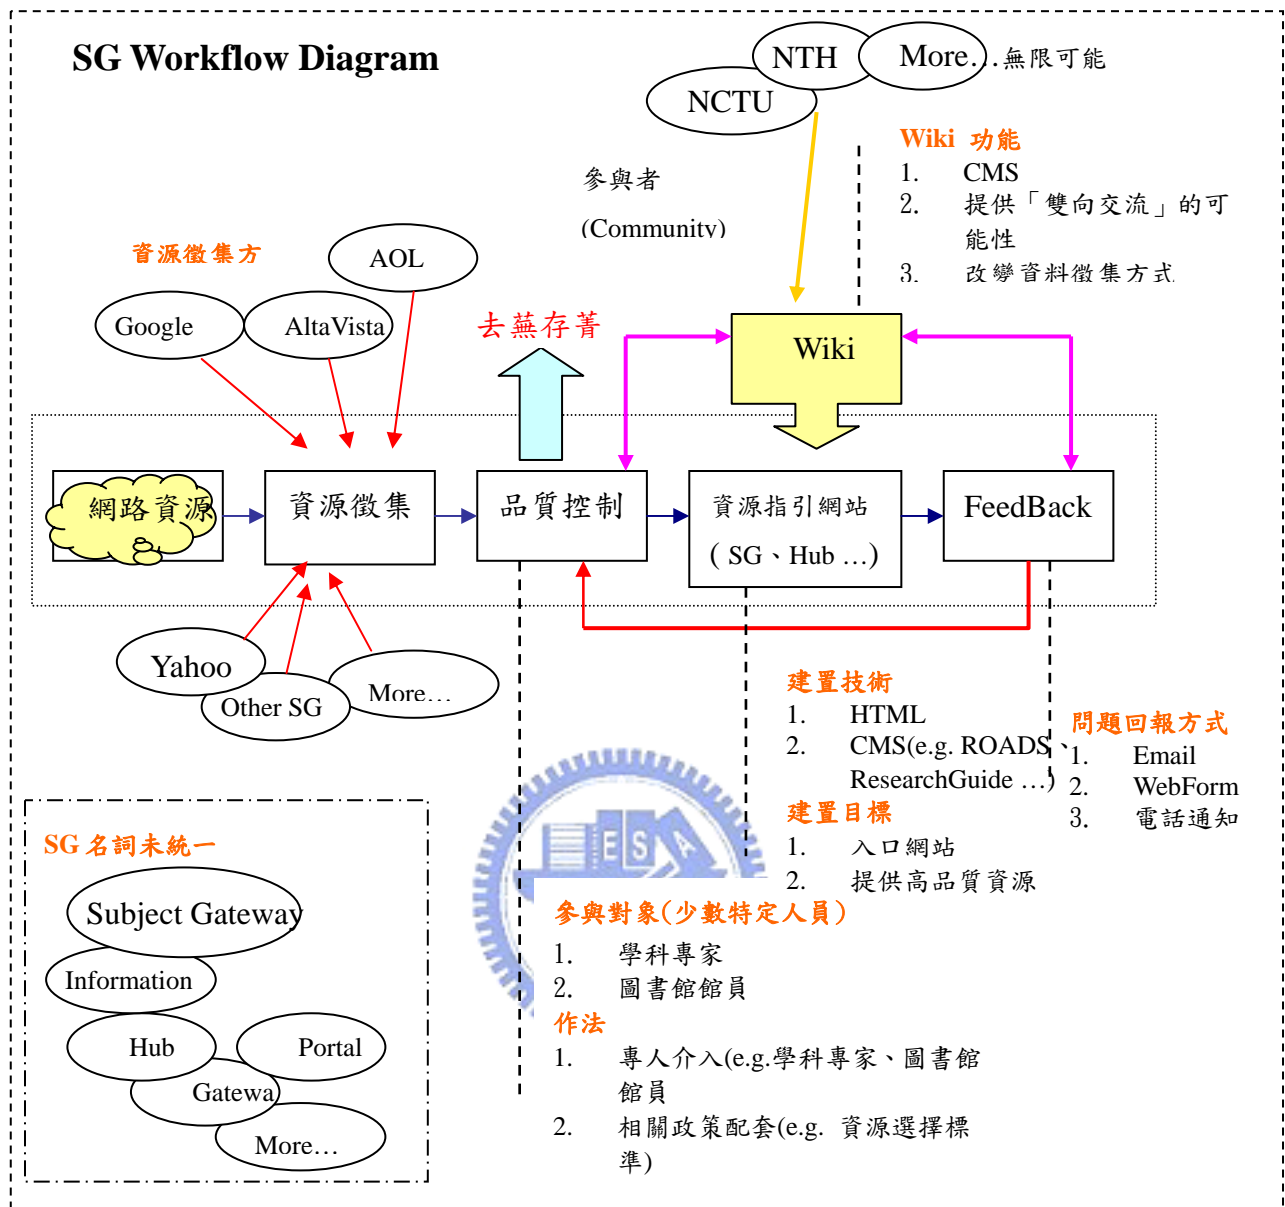 SG Workflow Diagram
NTH
More…無限可能
NCTU
Wiki 功能
1. CMS
2. 提供「雙向交流」的可
能性
3. 改變資料徵集方式
參與者
(Community)
資源徵集方
AOL
Google
AltaVista
去蕪存菁
Wiki
網路資源
資源徵集
品質控制
資源指引網站
( SG、Hub …)
FeedBack
Yahoo
Other SG
More…
建置技術
1. HTML
2. CMS(e.g. ROADS、
ResearchGuide …)
建置目標
1. 入口網站
2. 提供高品質資源
問題回報方式
1. Email
2. WebForm
3. 電話通知
SG 名詞未統一
Subject Gateway
Information
Hub
Portal
Gatewa
More…
ESA
參與對象(少數特定人員)
1. 學科專家
2. 圖書館館員
作法
1. 專人介入(e.g.學科專家、圖書館
館員
2. 相關政策配套(e.g. 資源選擇標
準)